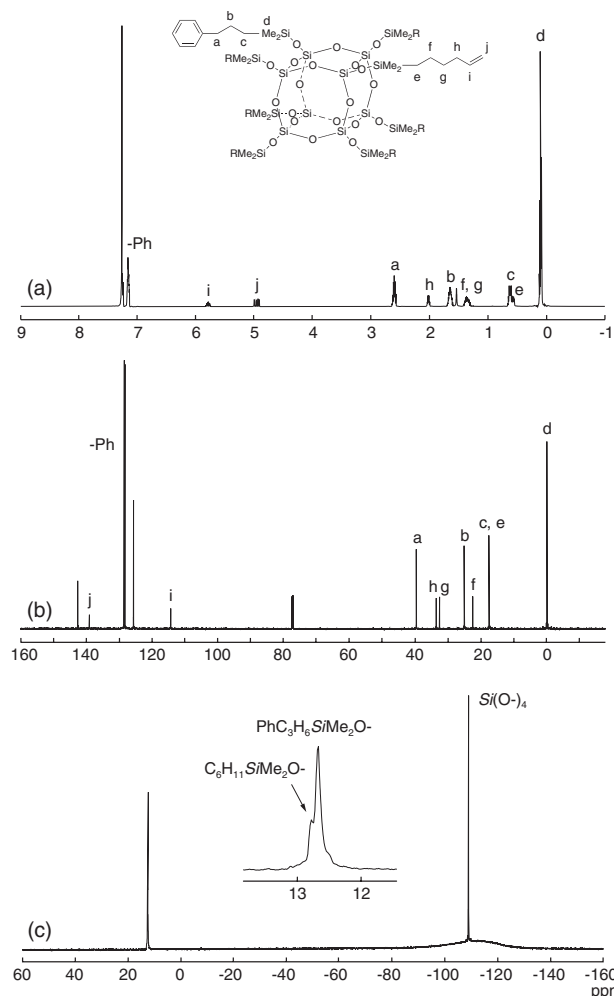 b
d
a
c
Me₂Si
SiMe₂R
f
h
j
d
O
O
Si
O
Si
O
RMe₂Si
O
Si
O
Si
O
SiMe₂
e
g
i
O
O
O
O
RMe₂Si
O
Si
O
Si
SiMe₂R
O
Si
O
Si
O
RMe₂Si
O
O
SiMe₂R
-Ph
a
b
c
(a)
i
j
h
f, g
e
9
8
7
6
5
4
3
2
1
0
-1
-Ph
d
c, e
b
a
h
g
f
(b)
j
i
160
140
120
100
80
60
40
20
0
Si(O-)₄
PhC₃H₆SiMe₂O-
C₆H₁₁SiMe₂O-
13
12
(c)
60
40
20
0
-20
-40
-60
-80
-100
-120
-140
-160
ppm